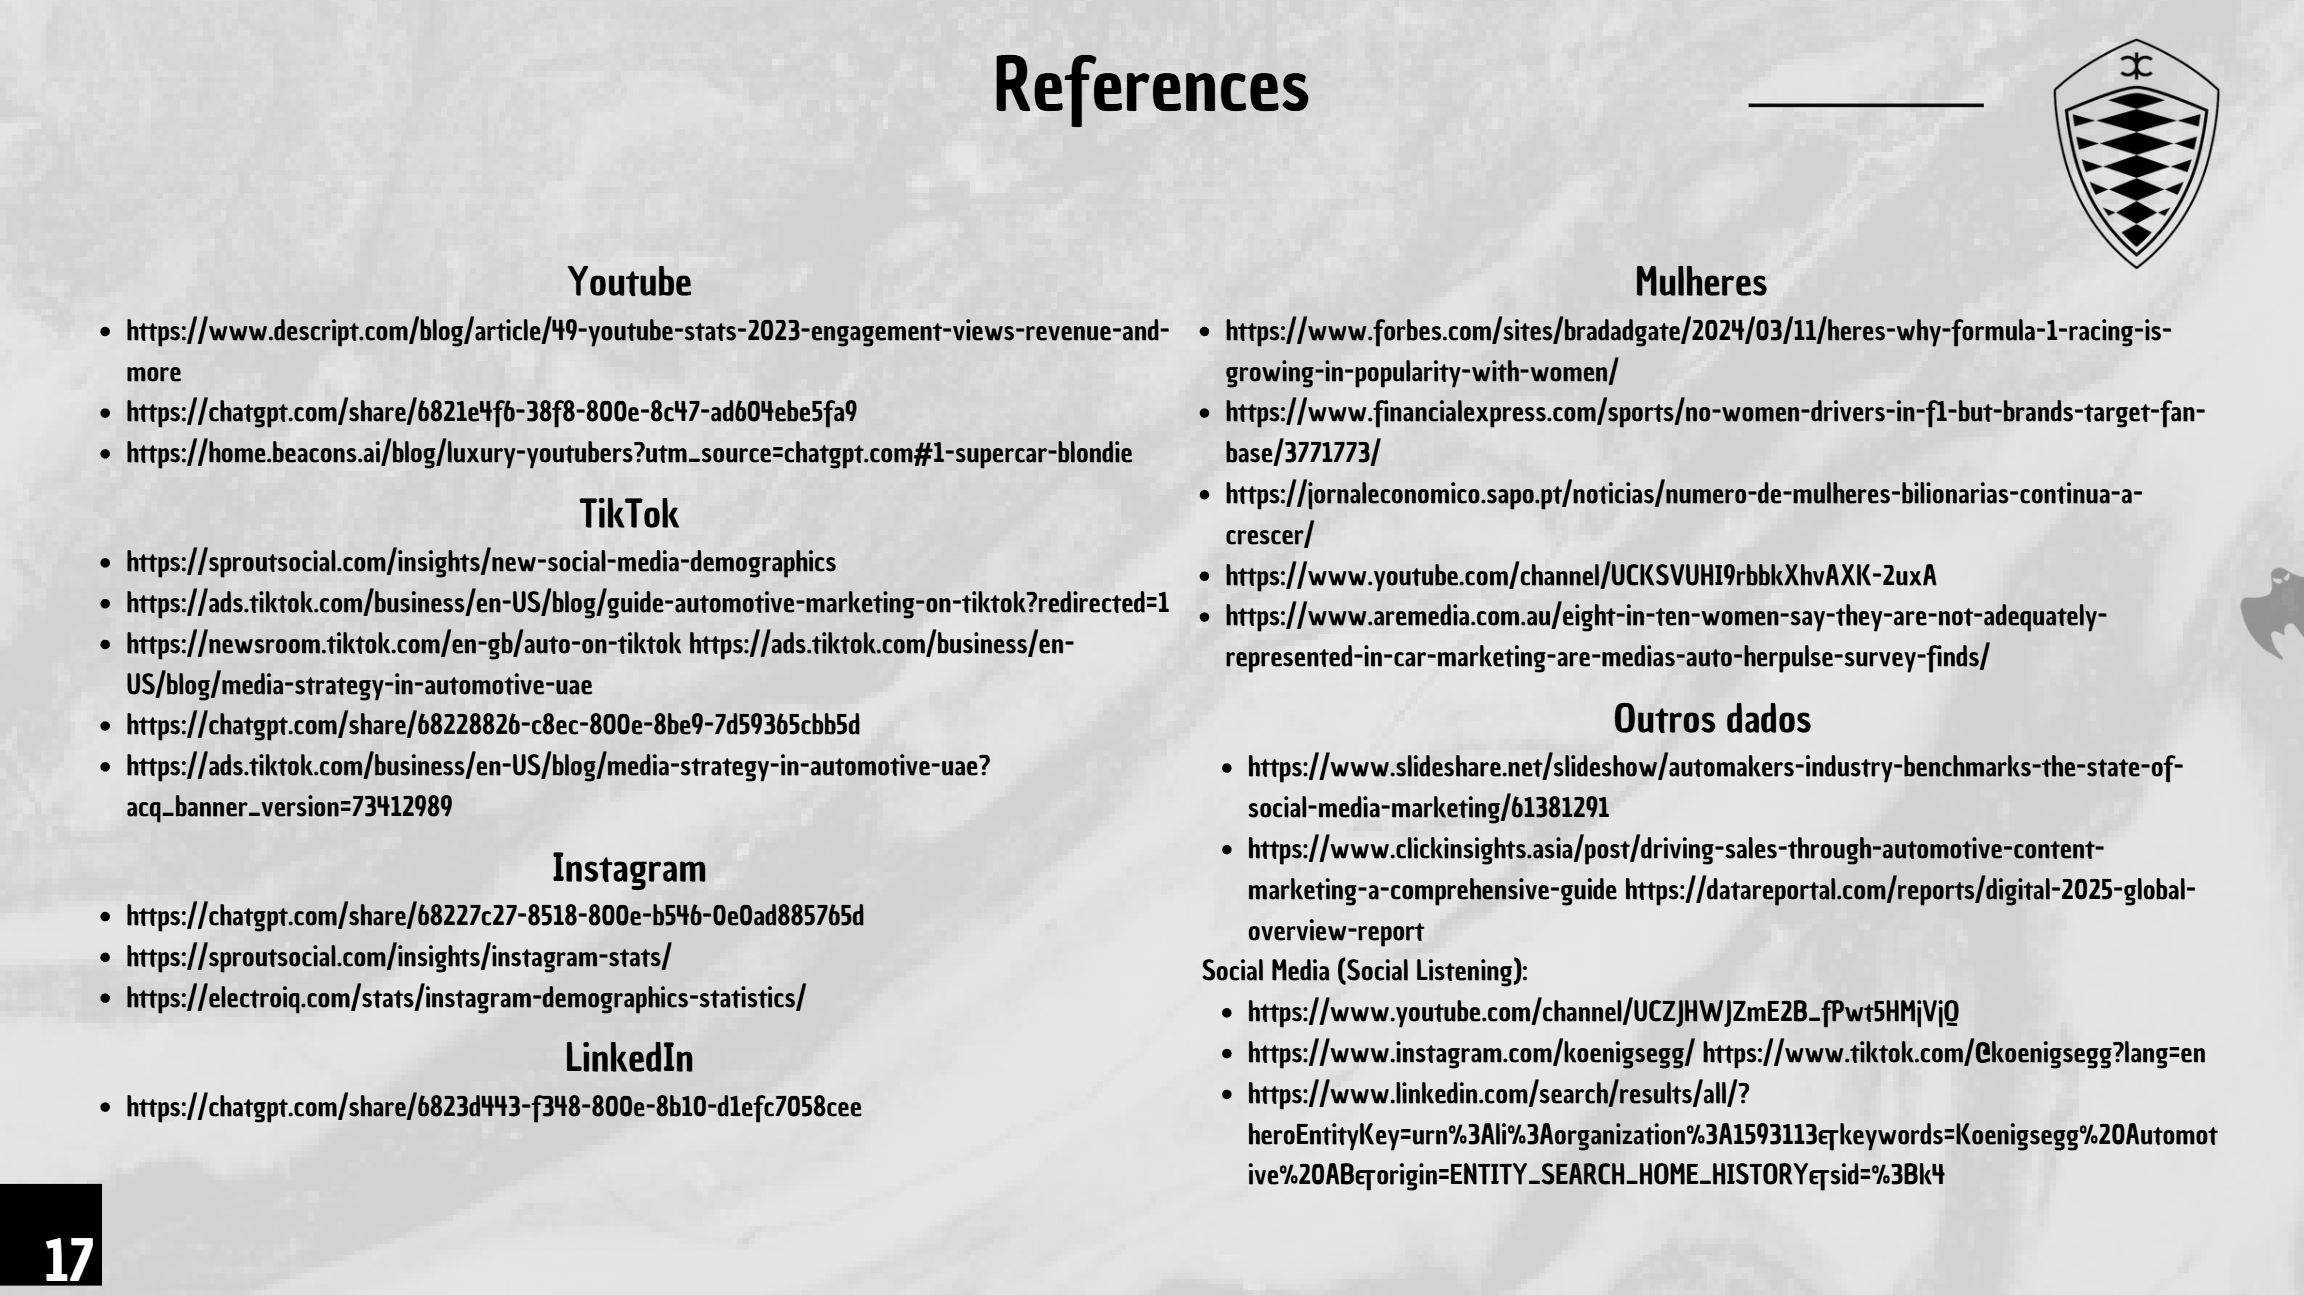 References
Youtube
https://www.descript.com/blog/article/49-youtube-stats-2023-engagement-views-revenue-and-
more
https://chatgpt.com/share/6821e4f6-38f8-800e-8c47-ad604ebe5fa9
https://home.beacons.ai/blog/luxury-youtubers?utm_source=chatgpt.com#1-supercar-blondie
TikTok
https://sproutsocial.com/insights/new-social-media-demographics
https://ads.tiktok.com/business/en-US/blog/guide-automotive-marketing-on-tiktok?redirected=1
https://newsroom.tiktok.com/en-gb/auto-on-tiktok https://ads.tiktok.com/business/en-
US/blog/media-strategy-in-automotive-uae
https://chatgpt.com/share/68228826-c8ec-800e-8be9-7d59365cbb5d
https://ads.tiktok.com/business/en-US/blog/media-strategy-in-automotive-uae?
acq_banner_version=73412989
Instagram
https://chatgpt.com/share/68227c27-8518-800e-b546-0e0ad885765d
https://sproutsocial.com/insights/instagram-stats/
https://electroiq.com/stats/instagram-demographics-statistics/
LinkedIn
https://chatgpt.com/share/6823d443-f348-800e-8b10-d1efc7058cee
Mulheres
https://www.forbes.com/sites/bradadgate/2024/03/11/heres-why-formula-1-racing-is-
growing-in-popularity-with-women/
https://www.financialexpress.com/sports/no-women-drivers-in-f1-but-brands-target-fan-
base/3771773/
https://jornaleconomico.sapo.pt/noticias/numero-de-mulheres-bilionarias-continua-a-
crescer/
https://www.youtube.com/channel/UCKSVUHI9rbbkXhvAXK-2uxA
https://www.aremedia.com.au/eight-in-ten-women-say-they-are-not-adequately-
represented-in-car-marketing-are-medias-auto-herpulse-survey-finds/
Outros dados
https://www.slideshare.net/slideshow/automakers-industry-benchmarks-the-state-of-
social-media-marketing/61381291
https://www.clickinsights.asia/post/driving-sales-through-automotive-content-
marketing-a-comprehensive-guide https://datareportal.com/reports/digital-2025-global-
overview-report
Social Media (Social Listening):
https://www.youtube.com/channel/UCZJHWJZmE2B_fPwt5HMjVjQ
https://www.instagram.com/koenigsegg/ https://www.tiktok.com/@koenigsegg?lang=en
https://www.linkedin.com/search/results/all/?
heroEntityKey=urn%3Ali%3Aorganization%3A1593113&keywords=Koenigsegg%20Automot
ive%20AB&origin=ENTITY_SEARCH_HOME_HISTORY&sid=%3Bk4
17